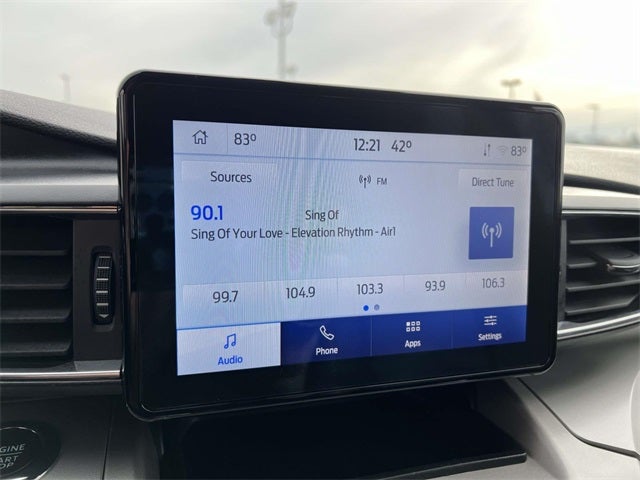 83° 12:21 42° 83°
Sources FM Direct Tune
90.1 Sing Of
Sing Of Your Love - Elevation Rhythm - Air1
99.7 104.9 103.3 93.9 106.3
Audio Phone Apps Settings